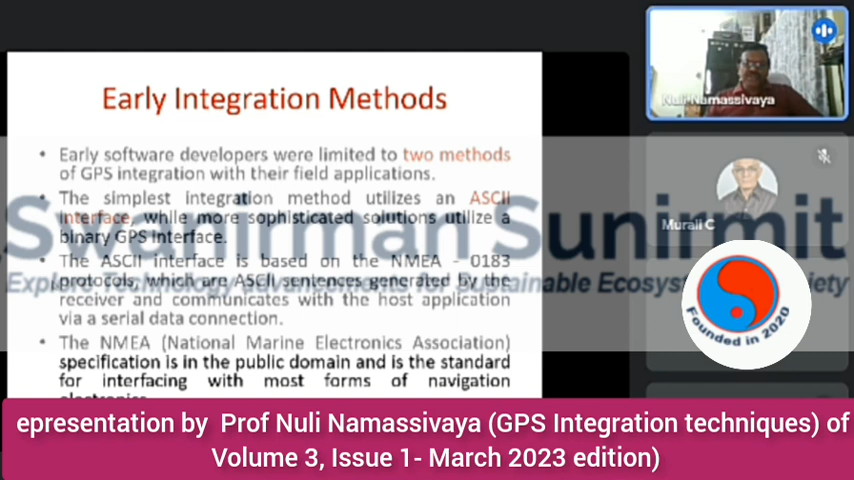 Early Integration Methods
• Early software developers were limited to two methods
of GPS integration with their field applications.
• The simplest integration method utilizes an ASCII
interface, while more sophisticated solutions utilize a
binary GPS interface.
• The ASCII interface is based on the NMEA - 0183
protocols, which are ASCII sentences generated by the
receiver and communicates with the host application
via a serial data connection.
• The NMEA (National Marine Electronics Association)
specification is in the public domain and is the standard
for interfacing with most forms of navigation
electronics.
Nuli Namassivaya
Murali C
Sunirmit
Founded in 2020
epresentation by Prof Nuli Namassivaya (GPS Integration techniques) of
Volume 3, Issue 1- March 2023 edition)